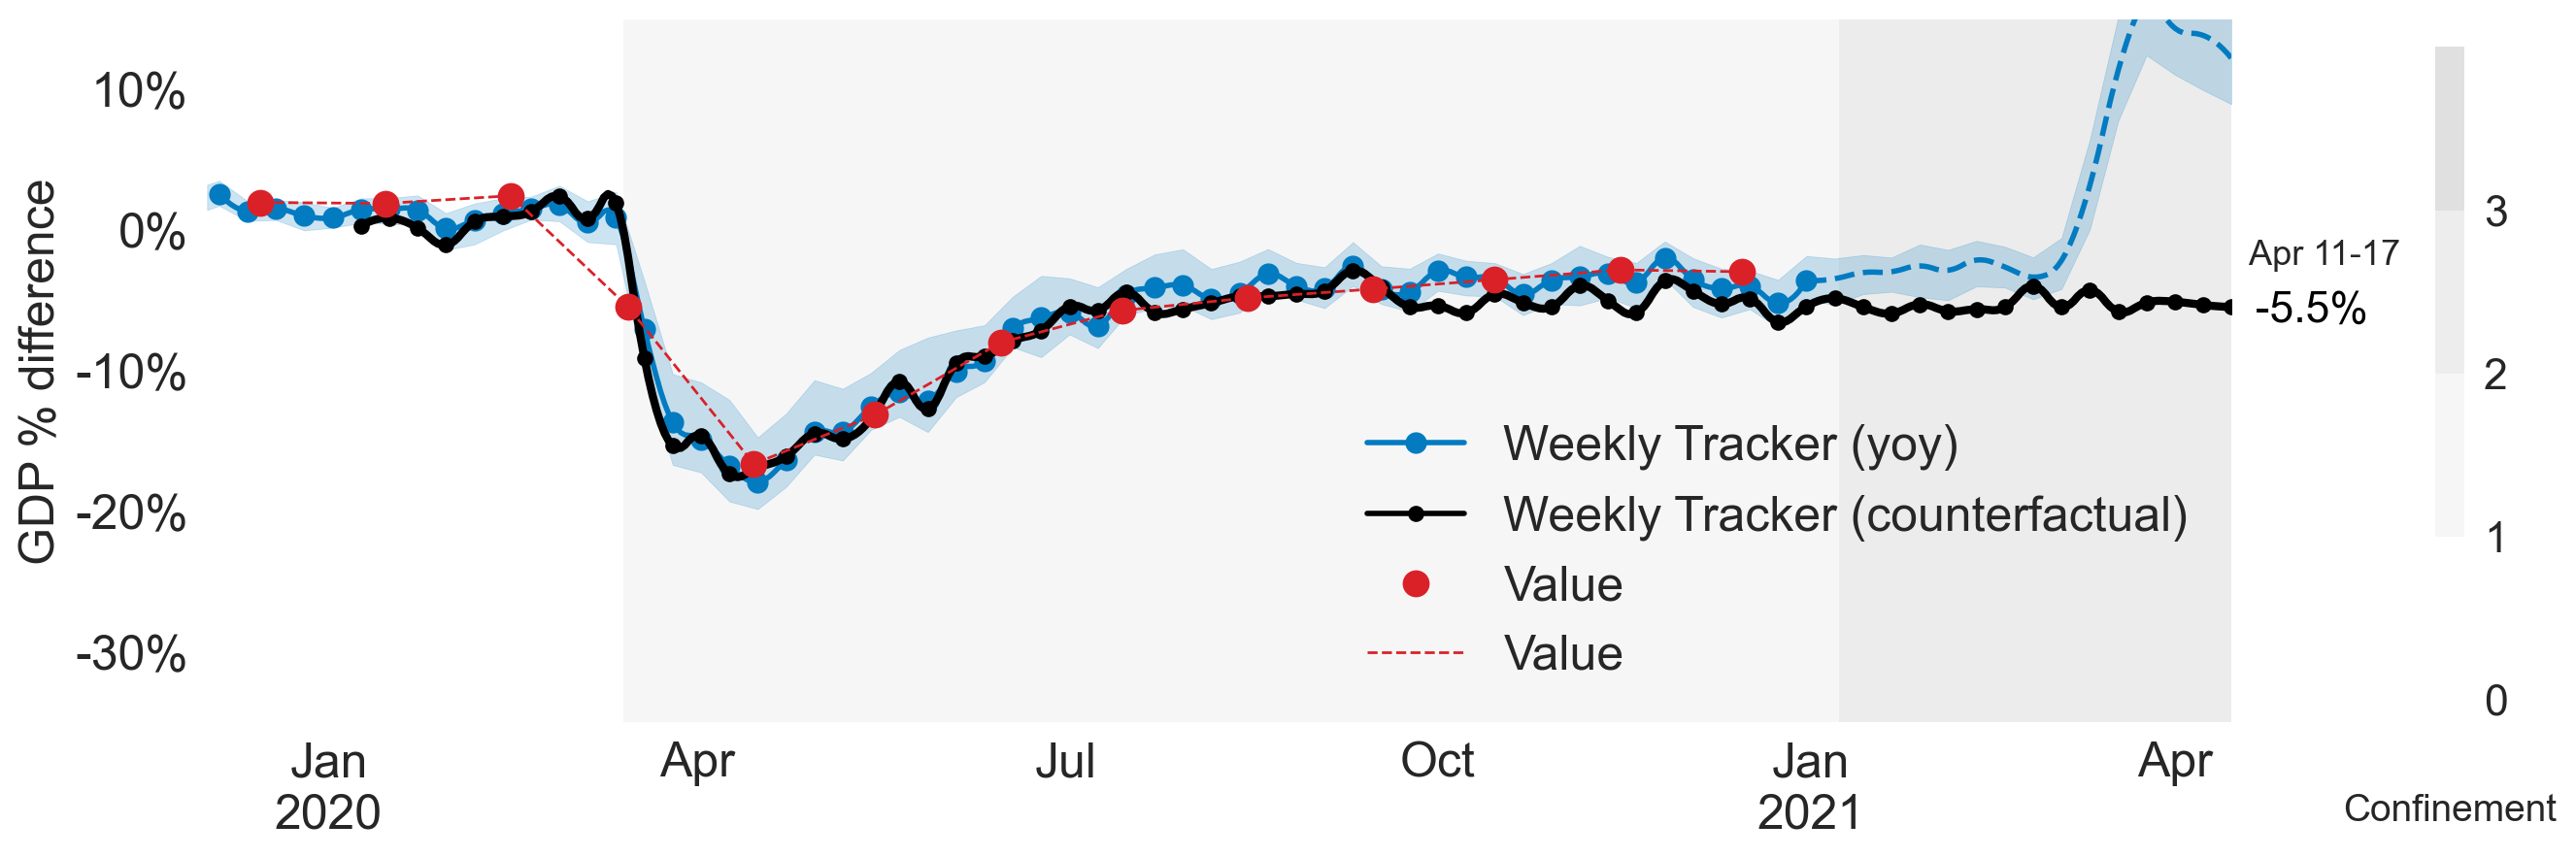 GDP % difference
10%
0%
-10%
-20%
-30%
Jan
2020
Apr
Jul
Oct
Jan
2021
Apr
Weekly Tracker (yoy)
Weekly Tracker (counterfactual)
Value
Value
Apr 11-17
-5.5%
3
2
1
0
Confinement